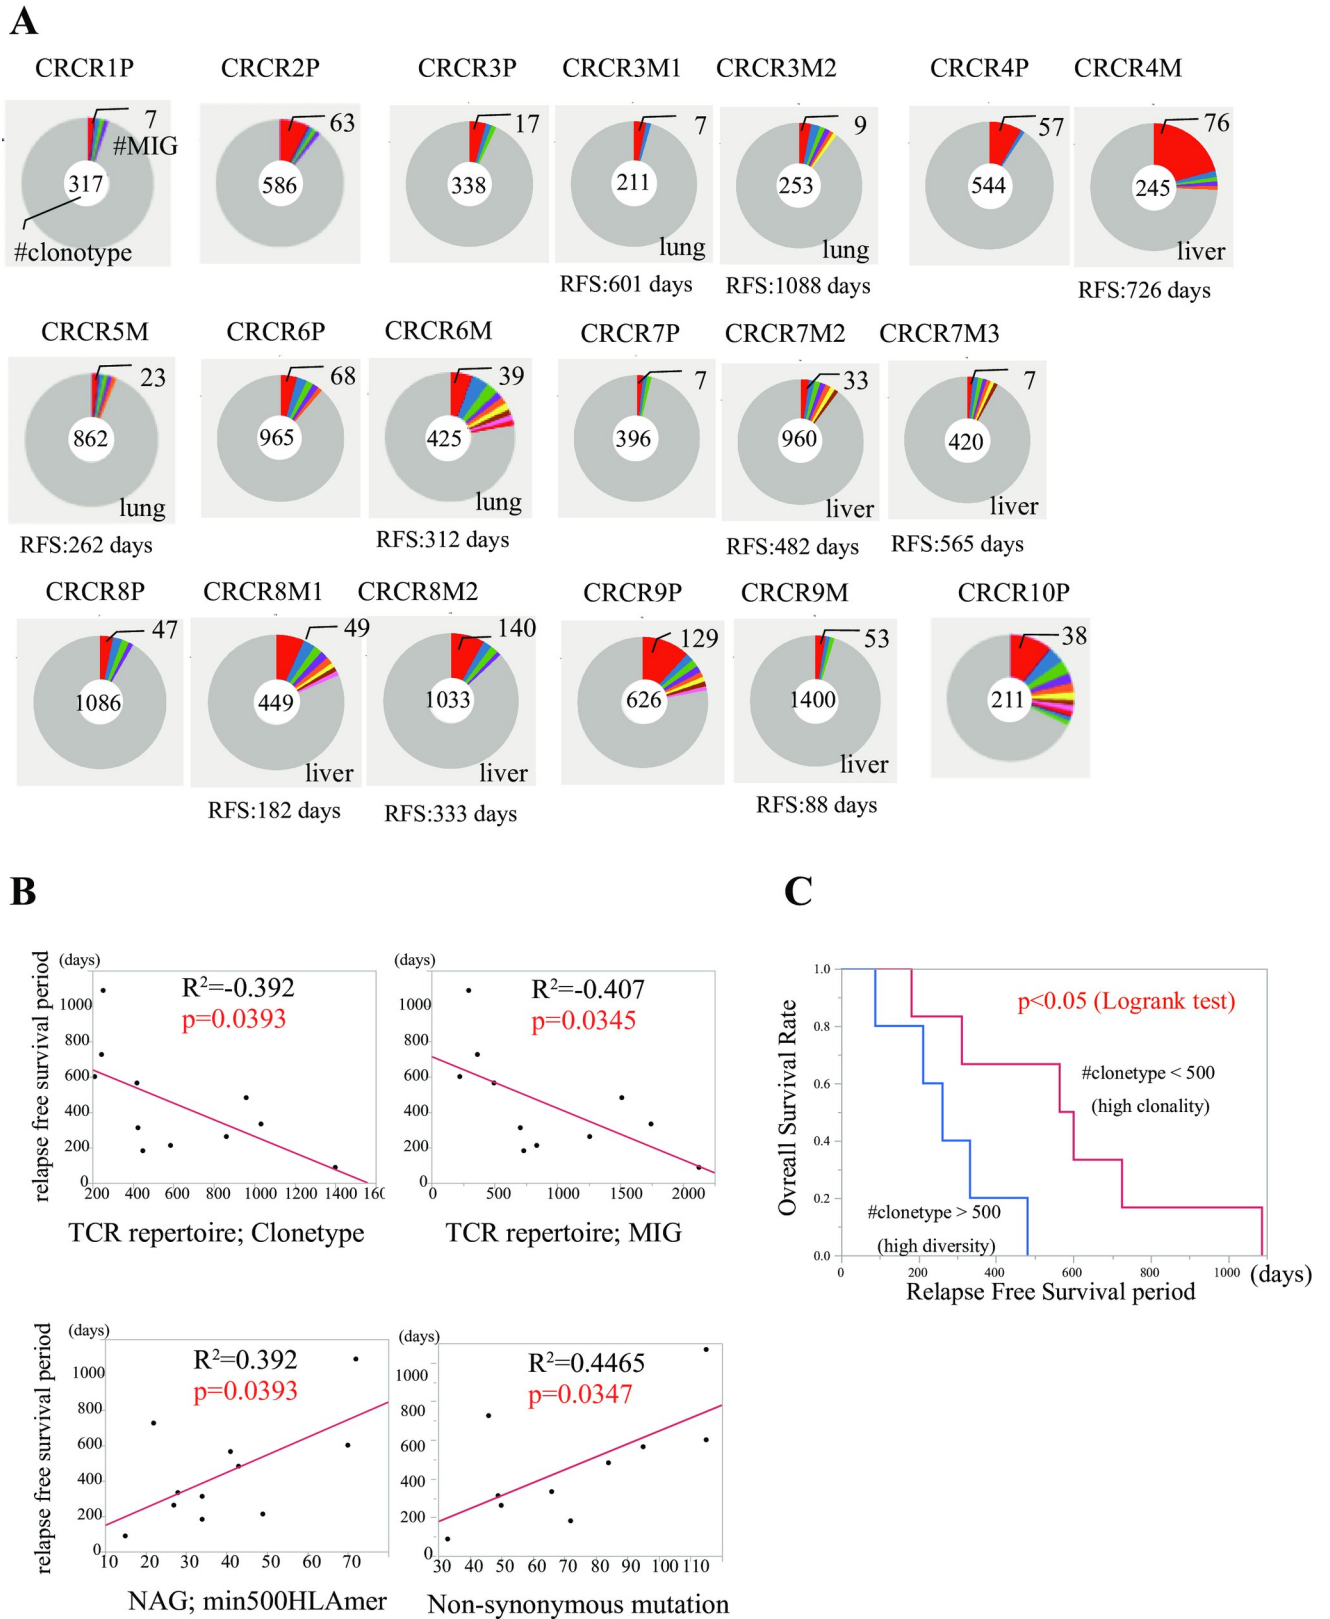 A
CRCR1P CRCR2P CRCR3P CRCR3M1 CRCR3M2 CRCR4P CRCR4M
7 63 17 7 9 57 76
#MIG
317 586 338 211 253 544 245
#clonotype lung lung liver
RFS:601 days RFS:1088 days RFS:726 days
CRCR5M CRCR6P CRCR6M CRCR7P CRCR7M2 CRCR7M3
23 68 39 7 33 7
862 965 425 396 960 420
lung lung liver liver
RFS:262 days RFS:312 days RFS:482 days RFS:565 days
CRCR8P CRCR8M1 CRCR8M2 CRCR9P CRCR9M CRCR10P
47 49 140 129 53 38
1086 449 1033 626 1400 211
liver liver liver
RFS:182 days RFS:333 days RFS:88 days
B
relapse free survival period
(days)
R²=-0.392
p=0.0393
1000
800
600
400
200
0
200 400 600 800 1000 1200 1400 160
TCR repertoire; Clonetype
(days)
R²=-0.407
p=0.0345
1000
800
600
400
200
0
0 500 1000 1500 2000
TCR repertoire; MIG
relapse free survival period
(days)
R²=0.392
p=0.0393
1000
800
600
400
200
0
10 20 30 40 50 60 70
NAG; min500HLAmer
(days)
R²=0.4465
p=0.0347
1000
800
600
400
200
0
30 40 50 60 70 80 90 100 110
Non-synonymous mutation
C
Ovreall Survival Rate
1.0
0.8
0.6
0.4
0.2
0.0
p<0.05 (Logrank test)
#clonetype < 500
(high clonality)
#clonetype > 500
(high diversity)
0 200 400 600 800 1000 (days)
Relapse Free Survival period